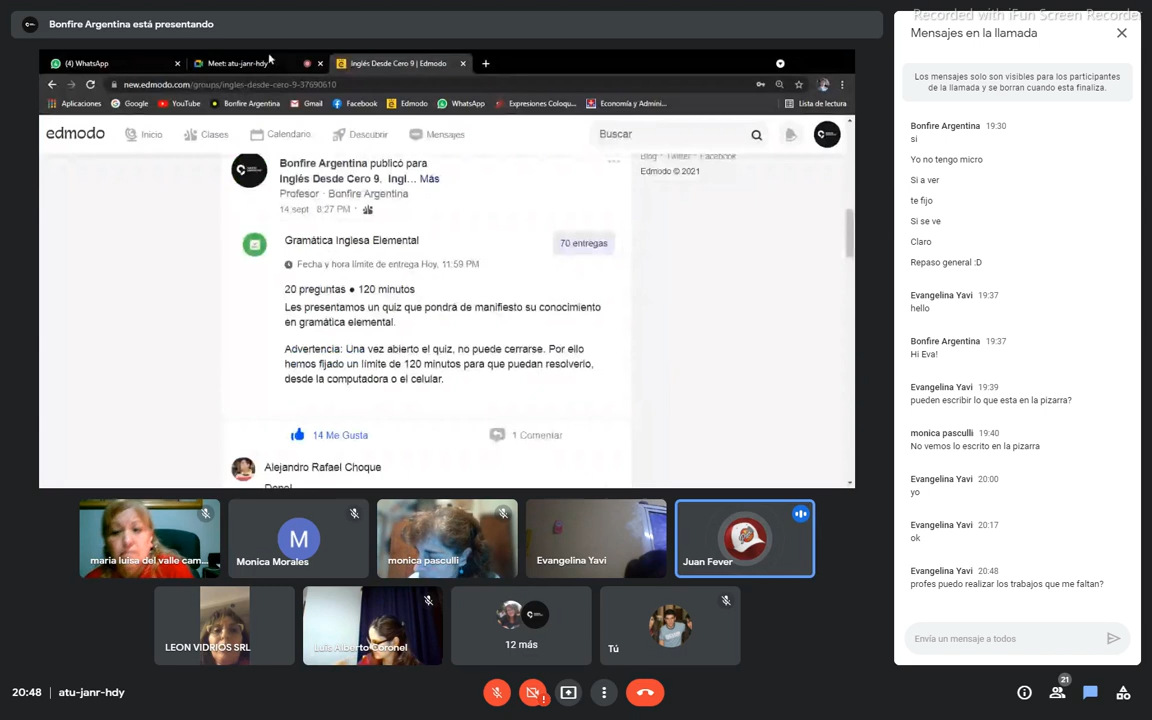 Bonfire Argentina está presentando
Recorded with iFun Screen Recorder
Mensajes en la llamada
(4) WhatsApp
Meet: atu-janr-hdy
Inglés Desde Cero 9 | Edmodo
new.edmodo.com/groups/ingles-desde-cero-9-37690610
Aplicaciones
Google
YouTube
Bonfire Argentina
Gmail
Facebook
Edmodo
WhatsApp
Expresiones Coloqu...
Economía y Admini...
Lista de lectura
edmodo
Inicio
Clases
Calendario
Descubrir
Mensajes
Buscar
Bonfire Argentina publicó para
Inglés Desde Cero 9, Ingl... Más
Profesor · Bonfire Argentina
14 sept 8:27 PM ·
Blog · Twitter · Facebook
Edmodo © 2021
Gramática Inglesa Elemental
70 entregas
Fecha y hora límite de entrega Hoy, 11:59 PM
20 preguntas ● 120 minutos
Les presentamos un quiz que pondrá de manifiesto su conocimiento
en gramática elemental.
Advertencia: Una vez abierto el quiz, no puede cerrarse. Por ello
hemos fijado un límite de 120 minutos para que puedan resolverlo,
desde la computadora o el celular.
14 Me Gusta
1 Comentar
Alejandro Rafael Choque
maria luisa del valle cam...
M
Monica Morales
monica pasculli
Evangelina Yavi
Juan Fever
LEON VIDRIOS SRL
Luis Alberto Coronel
12 más
Tú
20:48 atu-janr-hdy
Los mensajes solo son visibles para los participantes
de la llamada y se borran cuando esta finaliza.
Bonfire Argentina 19:30
si
Yo no tengo micro
Si a ver
te fijo
Si se ve
Claro
Repaso general :D
Evangelina Yavi 19:37
hello
Bonfire Argentina 19:37
Hi Eva!
Evangelina Yavi 19:39
pueden escribir lo que esta en la pizarra?
monica pasculli 19:40
No vemos lo escrito en la pizarra
Evangelina Yavi 20:00
yo
Evangelina Yavi 20:17
ok
Evangelina Yavi 20:48
profes puedo realizar los trabajos que me faltan?
Envía un mensaje a todos
21